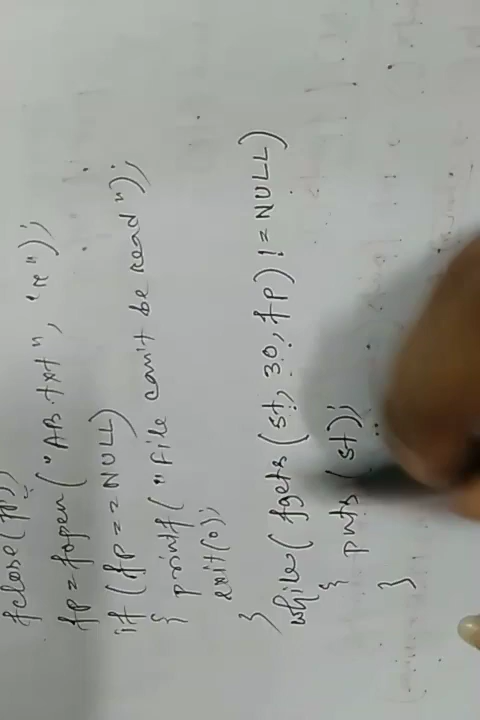 fclose(fp);
fp=fopen("AB.txt", "r");
if (fp==NULL)
{ printf("File can't be read");
exit(0);
}
while(fgets(st, 30, fp) != NULL)
{ puts(st);
}